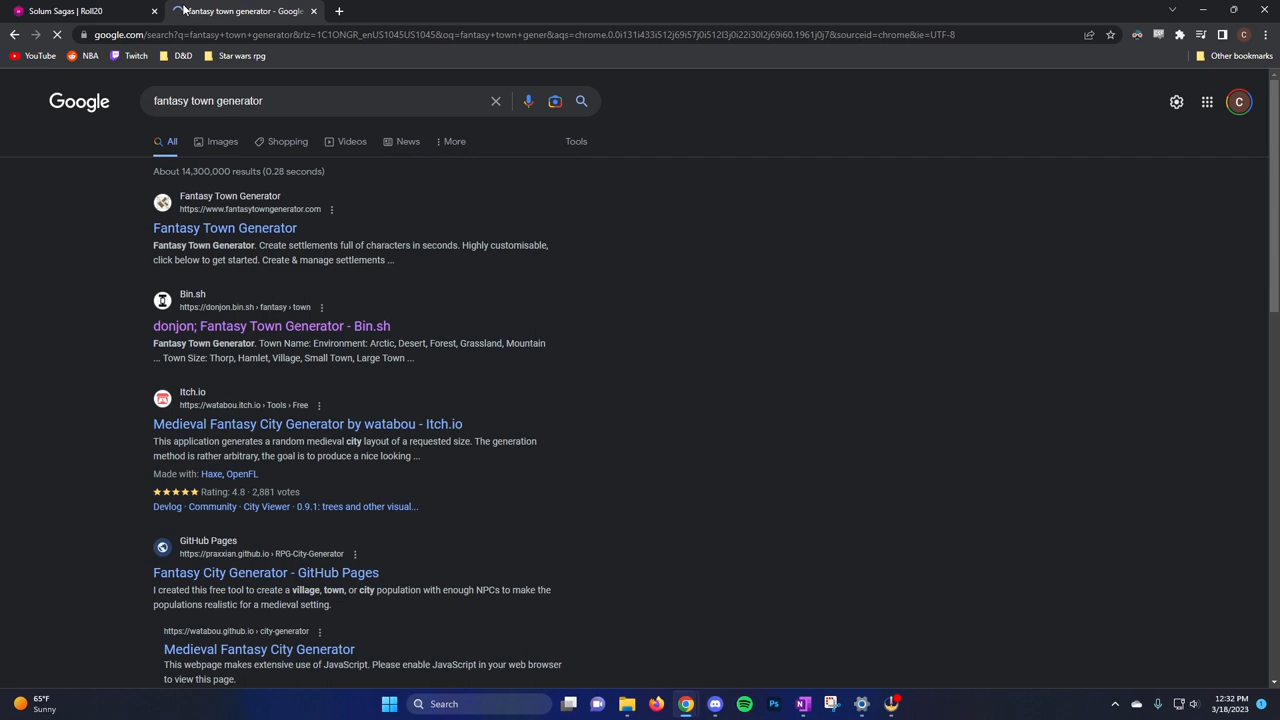 Solum Sagas | Roll20
fantasy town generator - Google
google.com/search?q=fantasy+town+generator&rlz=1C1ONGR_enUS1045US1045&oq=fantasy+town+gener&aqs=chrome.0.0i131i433i512j69i57j0i512l3j0i22i30l2j69i60.1961j0j7&sourceid=chrome&ie=UTF-8
YouTube
NBA
Twitch
D&D
Star wars rpg
Other bookmarks
Google
fantasy town generator
C
All
Images
Shopping
Videos
News
More
Tools
About 14,300,000 results (0.28 seconds)
Fantasy Town Generator
https://www.fantasytowngenerator.com
Fantasy Town Generator
Fantasy Town Generator. Create settlements full of characters in seconds. Highly customisable,
click below to get started. Create & manage settlements ...
Bin.sh
https://donjon.bin.sh › fantasy › town
donjon; Fantasy Town Generator - Bin.sh
Fantasy Town Generator. Town Name: Environment: Arctic, Desert, Forest, Grassland, Mountain
... Town Size: Thorp, Hamlet, Village, Small Town, Large Town ...
Itch.io
https://watabou.itch.io › Tools › Free
Medieval Fantasy City Generator by watabou - Itch.io
This application generates a random medieval city layout of a requested size. The generation
method is rather arbitrary, the goal is to produce a nice looking ...
Made with: Haxe, OpenFL
Rating: 4.8 · 2,881 votes
Devlog · Community · City Viewer · 0.9.1: trees and other visual...
GitHub Pages
https://praxxian.github.io › RPG-City-Generator
Fantasy City Generator - GitHub Pages
I created this free tool to create a village, town, or city population with enough NPCs to make the
populations realistic for a medieval setting.
https://watabou.github.io › city-generator
Medieval Fantasy City Generator
This webpage makes extensive use of JavaScript. Please enable JavaScript in your web browser
to view this page.
65°F
Sunny
Search
12:32 PM
3/18/2023